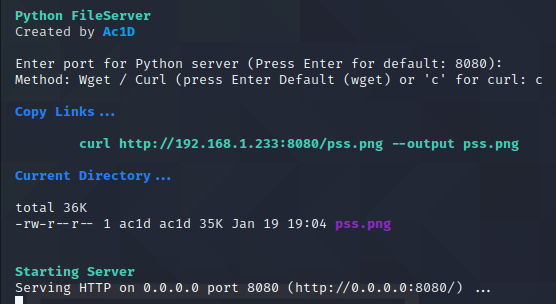 Python FileServer
Created by Ac1D
Enter port for Python server (Press Enter for default: 8080):
Method: Wget / Curl (press Enter Default (wget) or 'c' for curl: c
Copy Links...
curl http://192.168.1.233:8080/pss.png --output pss.png
Current Directory...
total 36K
-rw-r--r-- 1 ac1d ac1d 35K Jan 19 19:04 pss.png
Starting Server
Serving HTTP on 0.0.0.0 port 8080 (http://0.0.0.0:8080/) ...